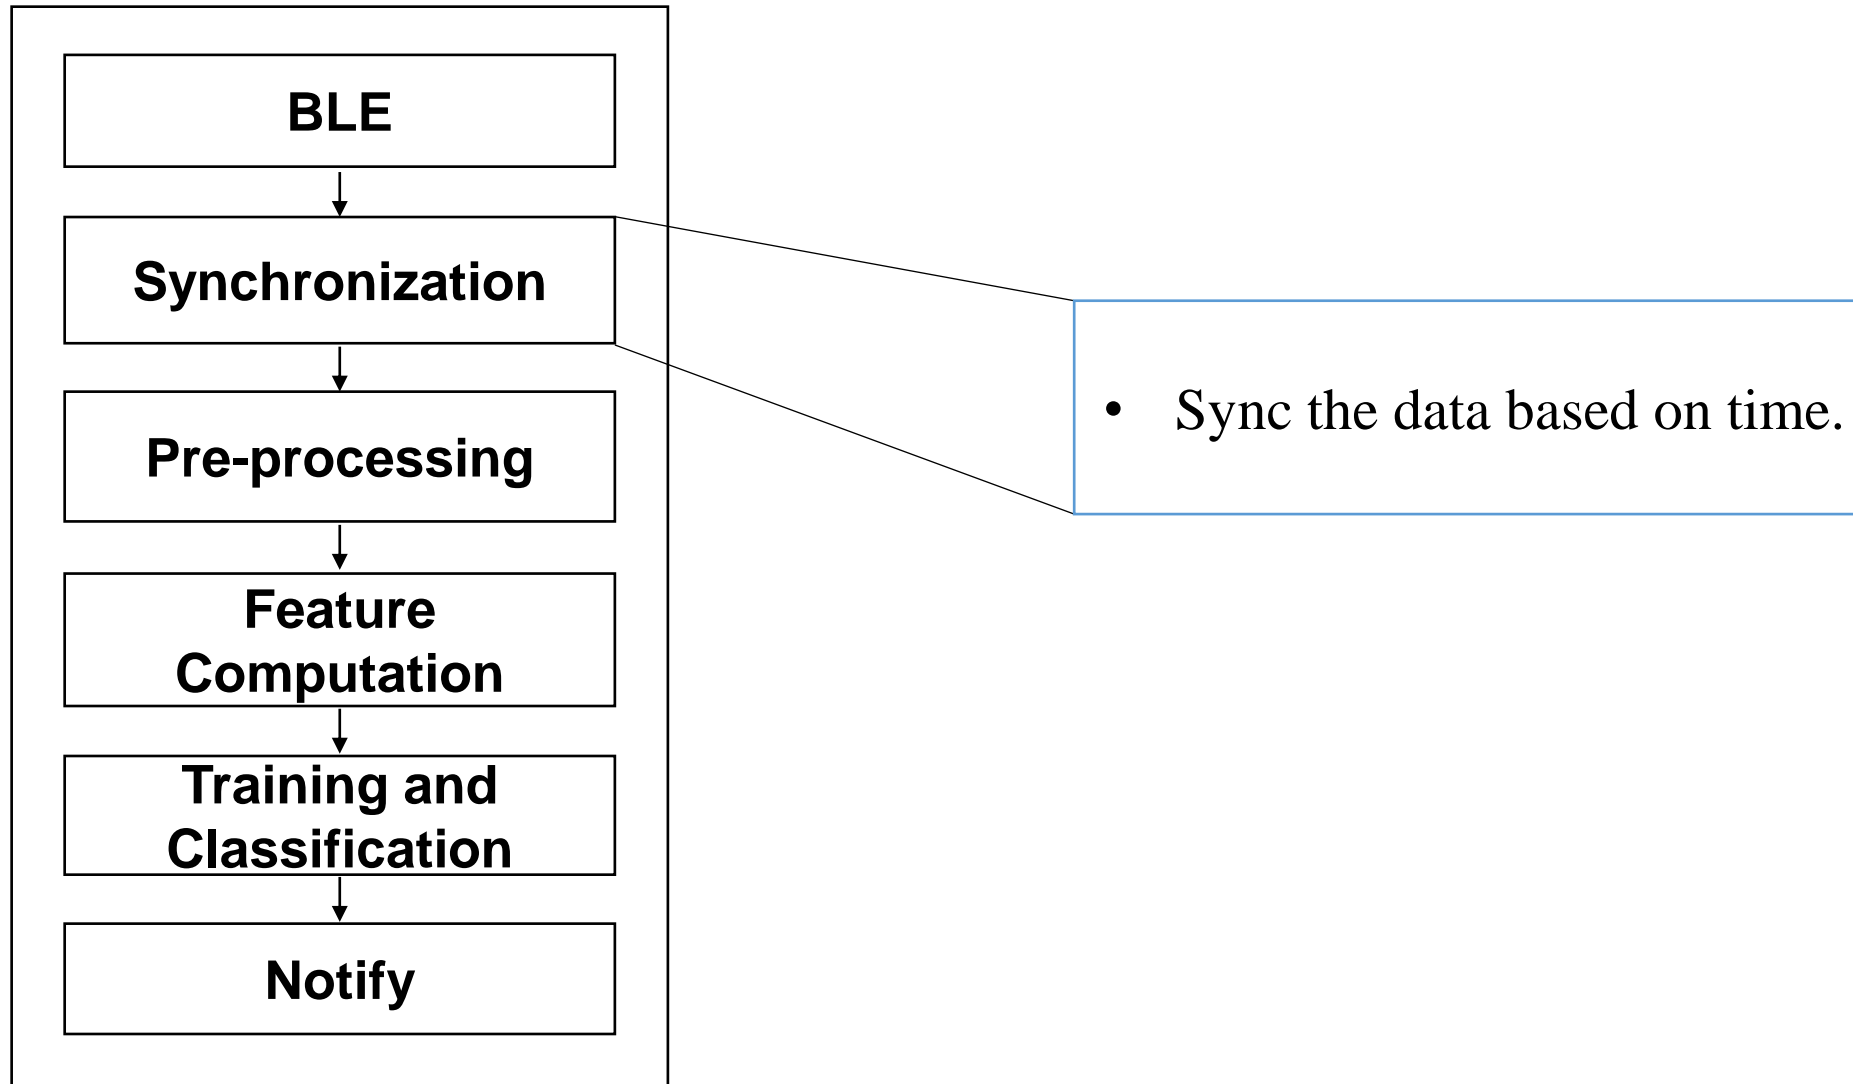 BLE
Synchronization
Pre-processing
Feature
Computation
Training and
Classification
Notify
• Sync the data based on time.